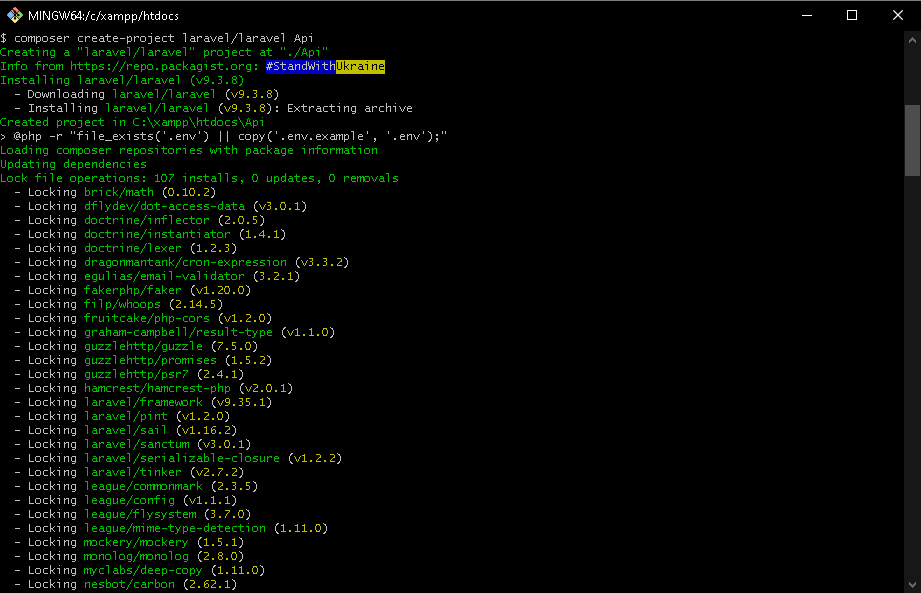 MINGW64:/c/xampp/htdocs
$ composer create-project laravel/laravel Api
Creating a "laravel/laravel" project at "./Api"
Info from https://repo.packagist.org: #StandWithUkraine
Installing laravel/laravel (v9.3.8)
  - Downloading laravel/laravel (v9.3.8)
  - Installing laravel/laravel (v9.3.8): Extracting archive
Created project in C:\xampp\htdocs\Api
> @php -r "file_exists('.env') || copy('.env.example', '.env');"
Loading composer repositories with package information
Updating dependencies
Lock file operations: 107 installs, 0 updates, 0 removals
  - Locking brick/math (0.10.2)
  - Locking dflydev/dot-access-data (v3.0.1)
  - Locking doctrine/inflector (2.0.5)
  - Locking doctrine/instantiator (1.4.1)
  - Locking doctrine/lexer (1.2.3)
  - Locking dragonmantank/cron-expression (v3.3.2)
  - Locking egulias/email-validator (3.2.1)
  - Locking fakerphp/faker (v1.20.0)
  - Locking filp/whoops (2.14.5)
  - Locking fruitcake/php-cors (v1.2.0)
  - Locking graham-campbell/result-type (v1.1.0)
  - Locking guzzlehttp/guzzle (7.5.0)
  - Locking guzzlehttp/promises (1.5.2)
  - Locking guzzlehttp/psr7 (2.4.1)
  - Locking hamcrest/hamcrest-php (v2.0.1)
  - Locking laravel/framework (v9.35.1)
  - Locking laravel/pint (v1.2.0)
  - Locking laravel/sail (v1.16.2)
  - Locking laravel/sanctum (v3.0.1)
  - Locking laravel/serializable-closure (v1.2.2)
  - Locking laravel/tinker (v2.7.2)
  - Locking league/commonmark (2.3.5)
  - Locking league/config (v1.1.1)
  - Locking league/flysystem (3.7.0)
  - Locking league/mime-type-detection (1.11.0)
  - Locking mockery/mockery (1.5.1)
  - Locking monolog/monolog (2.8.0)
  - Locking myclabs/deep-copy (1.11.0)
  - Locking nesbot/carbon (2.62.1)